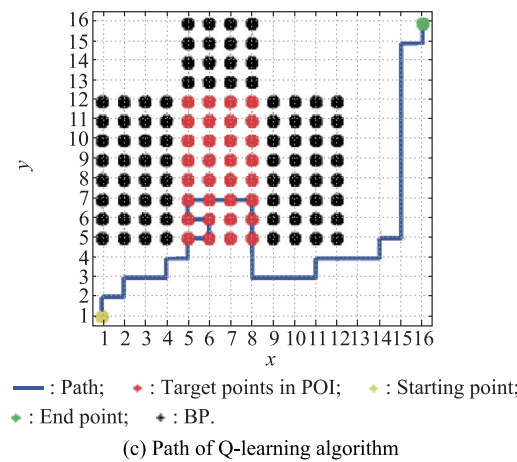 16
15
14
13
12
11
10
9
8
7
6
5
4
3
2
1
y
1 2 3 4 5 6 7 8 9 10 11 12 13 14 15 16
x
: Path; : Target points in POI; : Starting point;
: End point; : BP.
(c) Path of Q-learning algorithm